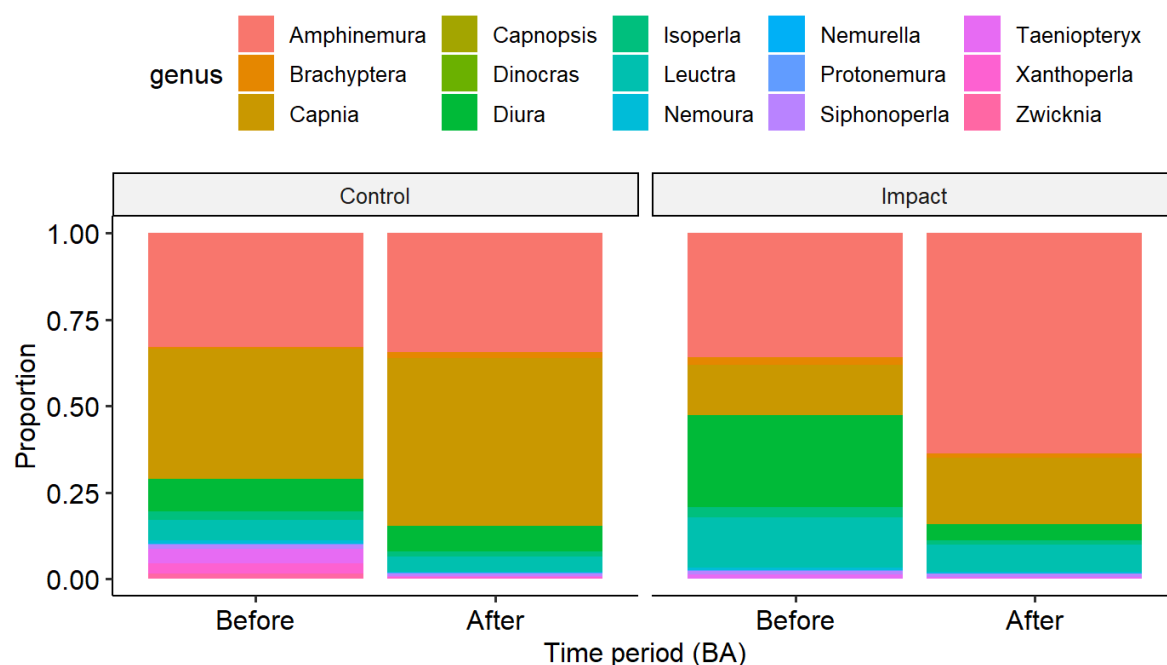 Amphinemura Capnopsis Isoperla Nemurella Taeniopteryx
genus Brachyptera Dinocras Leuctra Protonemura Xanthoperla
Capnia Diura Nemoura Siphonoperla Zwicknia
Control Impact
1.00
0.75
0.50
0.25
0.00
Proportion
Before After Before After
Time period (BA)